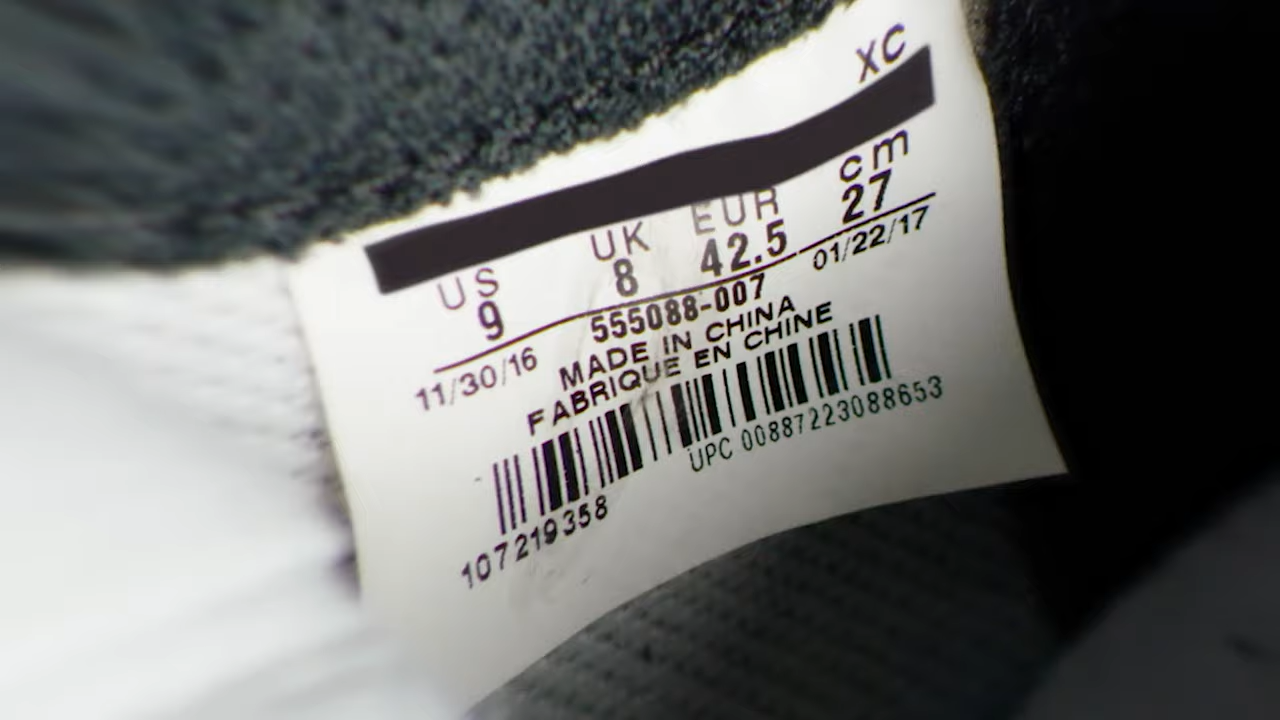 XC
US UK EUR cm
9 8 42.5 27
11/30/16 555088-007 01/22/17
MADE IN CHINA
FABRIQUE EN CHINE
UPC 00887223088653
107219358